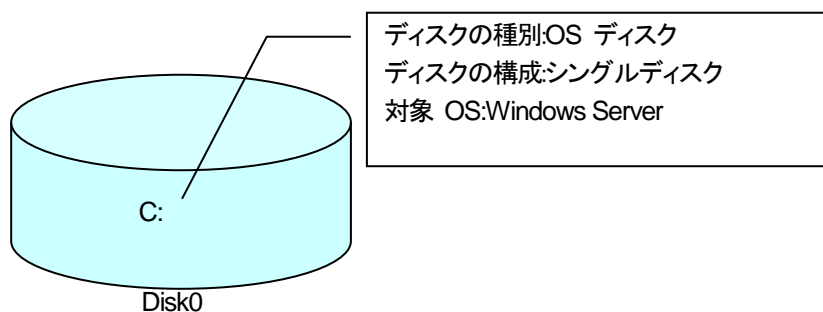 ディスクの種別:OS ディスク
ディスクの構成:シングルディスク
対象 OS:Windows Server
C:
Disk0